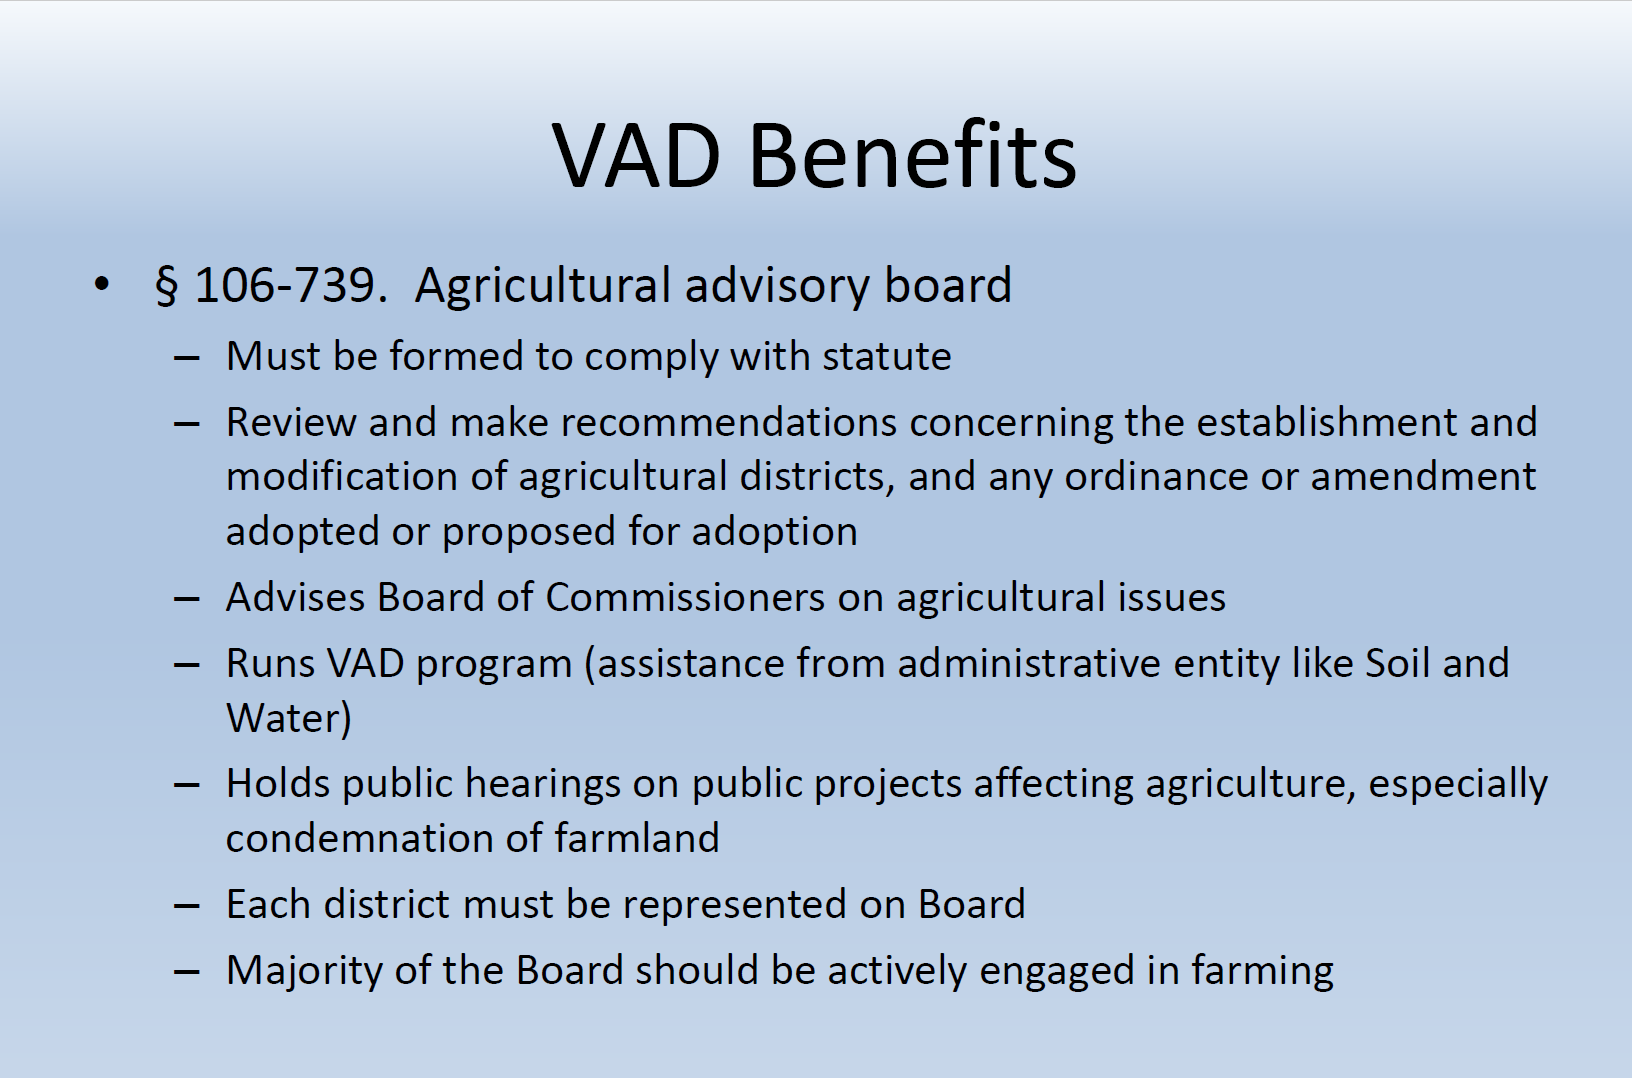 VAD Benefits
• § 106-739.  Agricultural advisory board
– Must be formed to comply with statute
– Review and make recommendations concerning the establishment and
modification of agricultural districts, and any ordinance or amendment
adopted or proposed for adoption
– Advises Board of Commissioners on agricultural issues
– Runs VAD program (assistance from administrative entity like Soil and
Water)
– Holds public hearings on public projects affecting agriculture, especially
condemnation of farmland
– Each district must be represented on Board
– Majority of the Board should be actively engaged in farming